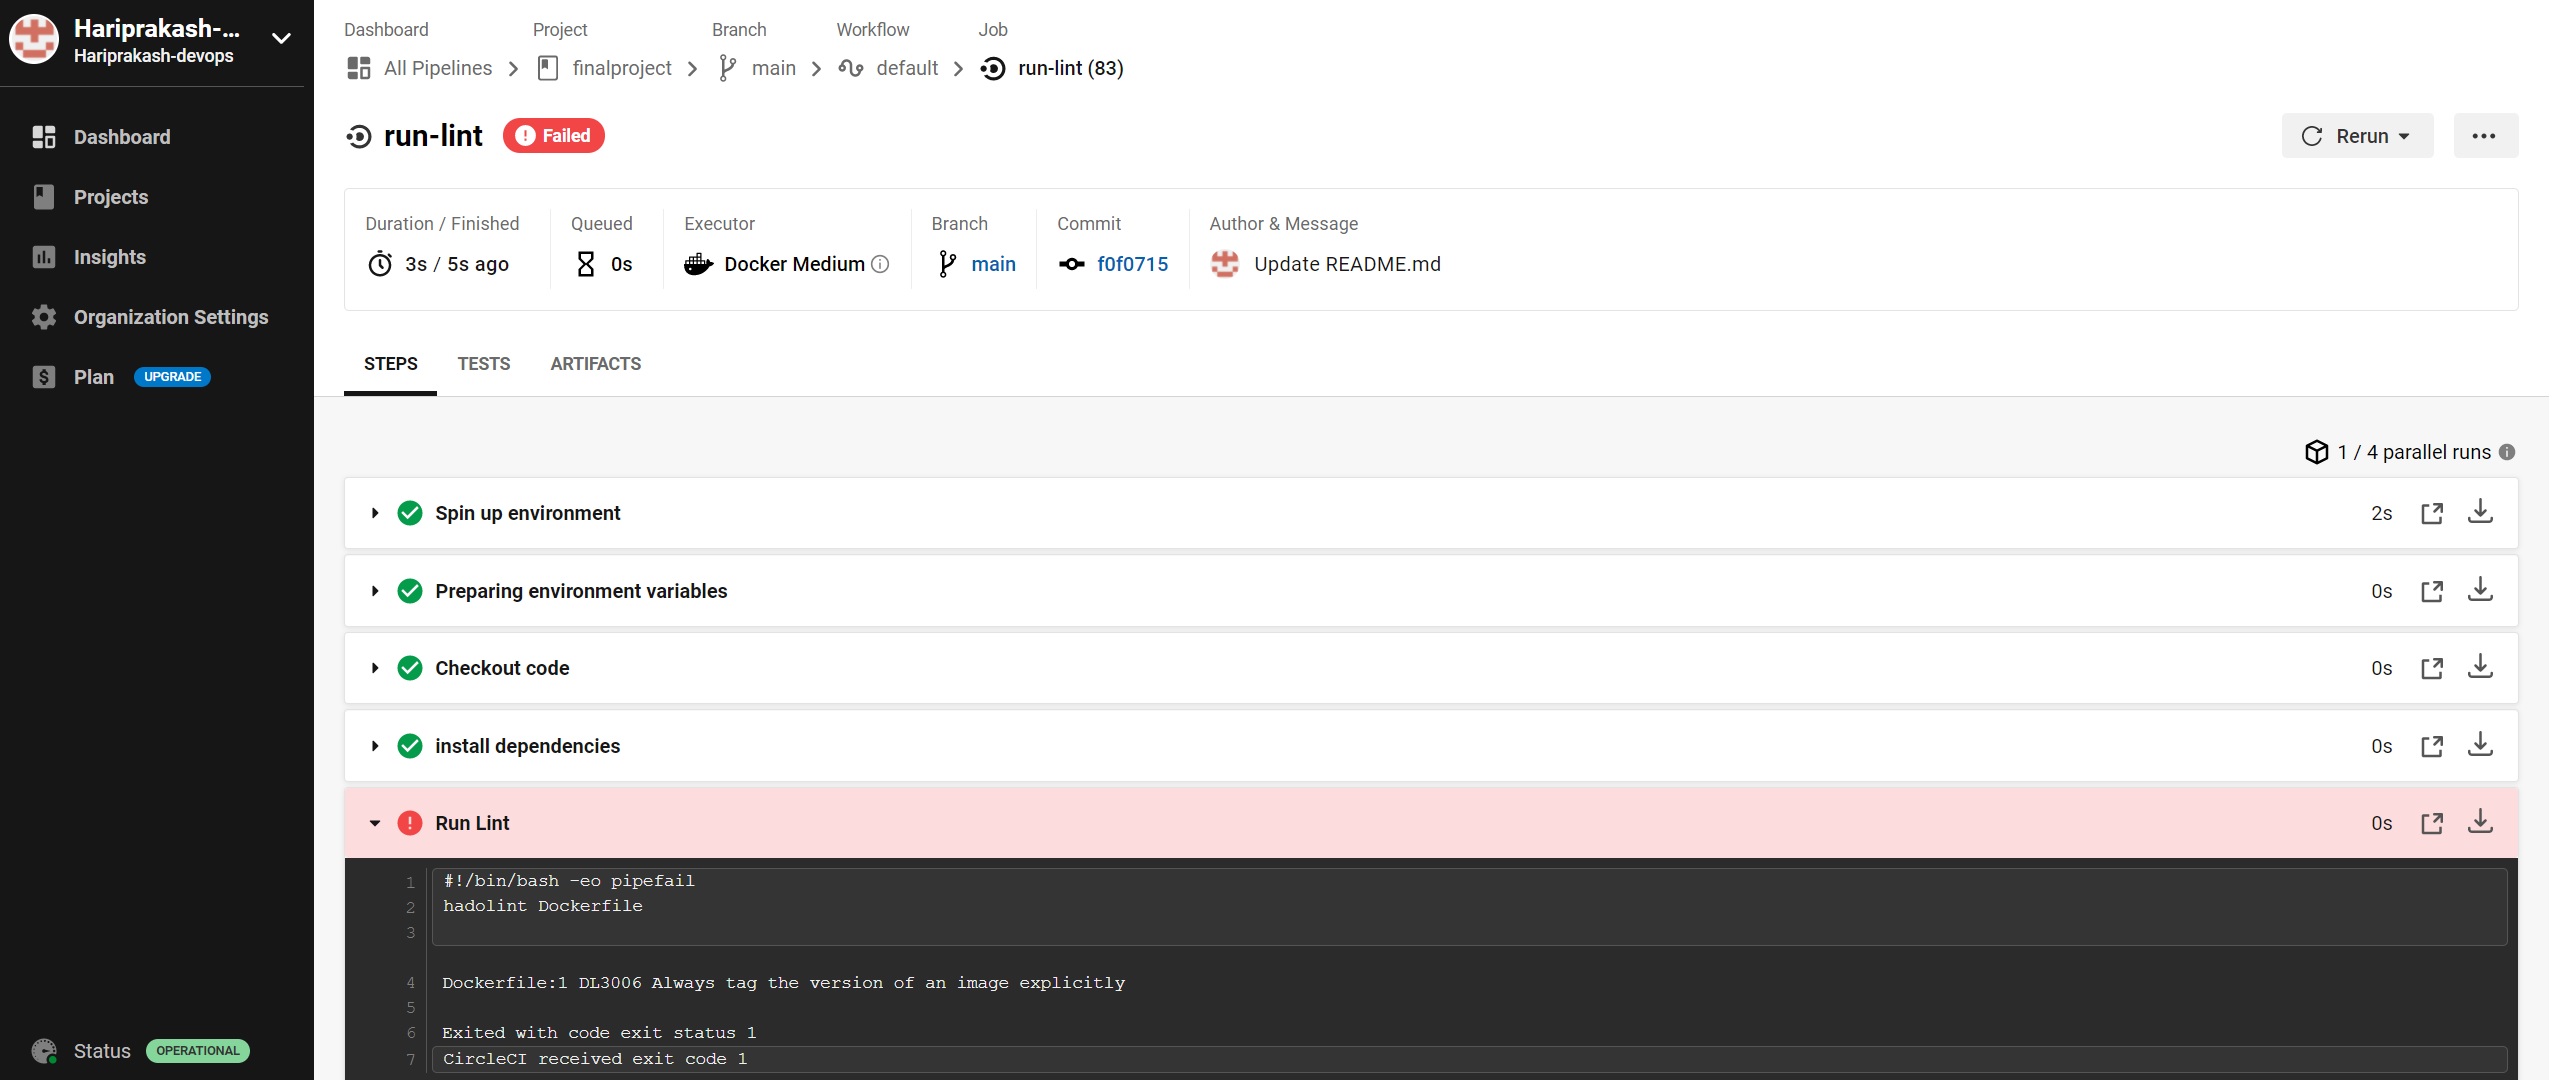 Hariprakash-...
Hariprakash-devops
Dashboard
Projects
Insights
Organization Settings
Plan UPGRADE
Status OPERATIONAL
Dashboard Project Branch Workflow Job
All Pipelines finalproject main default run-lint (83)
run-lint Failed
Rerun
Duration / Finished Queued Executor Branch Commit Author & Message
3s / 5s ago 0s Docker Medium main f0f0715 Update README.md
STEPS TESTS ARTIFACTS
1 / 4 parallel runs
Spin up environment 2s
Preparing environment variables 0s
Checkout code 0s
install dependencies 0s
Run Lint 0s
1 #!/bin/bash -eo pipefail
2 hadolint Dockerfile
3
4 Dockerfile:1 DL3006 Always tag the version of an image explicitly
5
6 Exited with code exit status 1
7 CircleCI received exit code 1